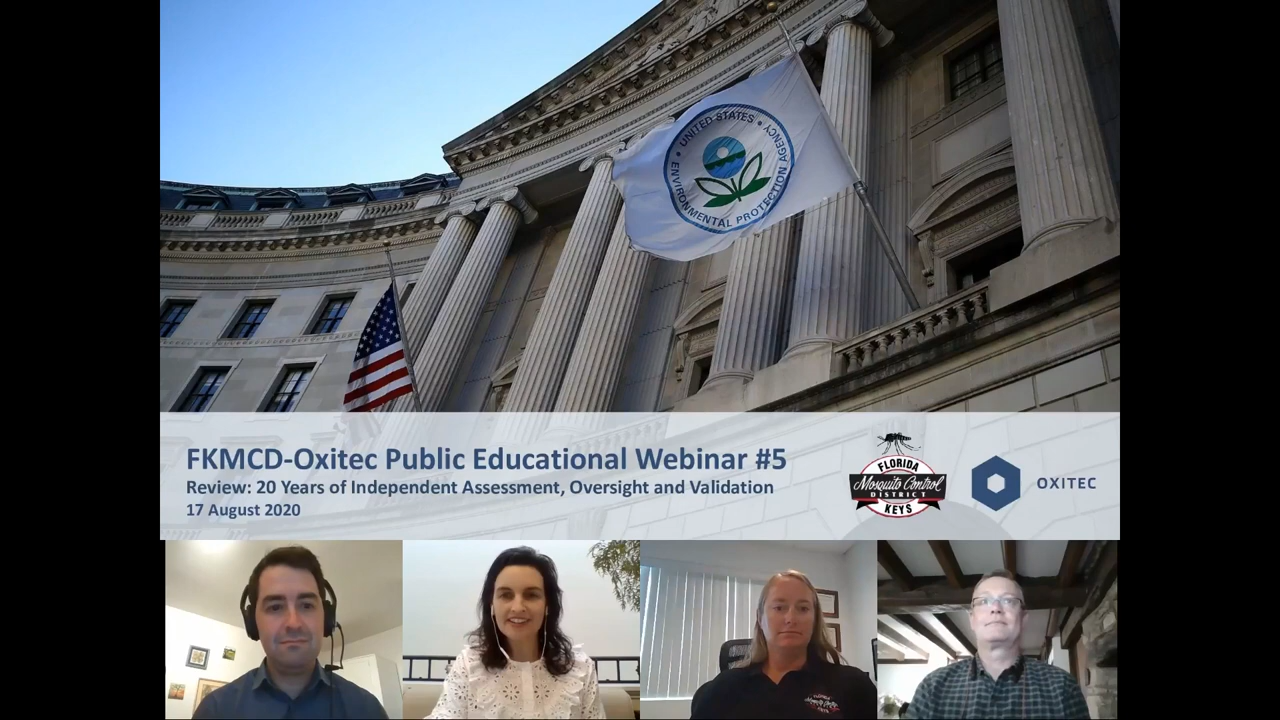 UNITED STATES
ENVIRONMENTAL PROTECTION AGENCY
FKMCD-Oxitec Public Educational Webinar #5
Review: 20 Years of Independent Assessment, Oversight and Validation
17 August 2020
FLORIDA
Mosquito Control
DISTRICT
KEYS
OXITEC